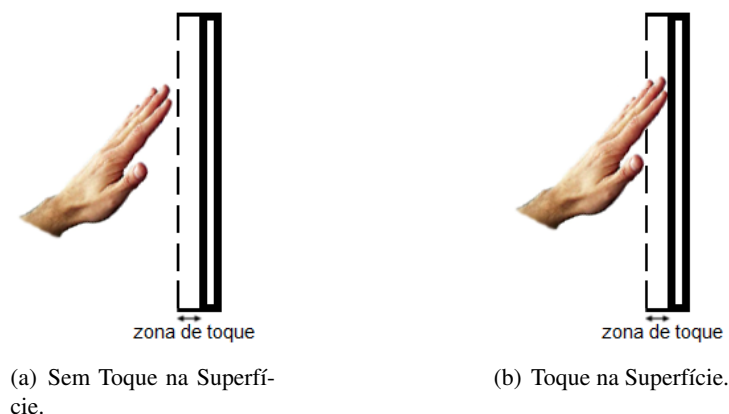 zona de toque
zona de toque
(a) Sem Toque na Superfí-
cie.
(b) Toque na Superfície.